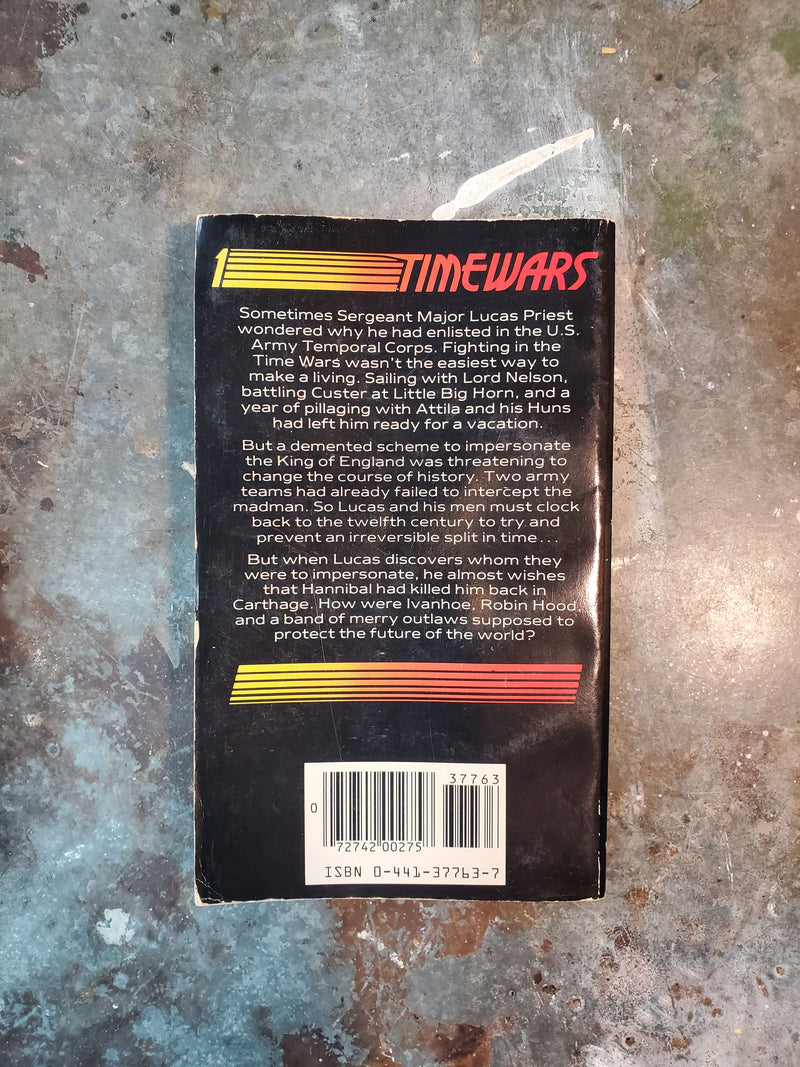 1 TIMEWARS
Sometimes Sergeant Major Lucas Priest
wondered why he had enlisted in the U.S.
Army Temporal Corps. Fighting in the
Time Wars wasn't the easiest way to
make a living. Sailing with Lord Nelson,
battling Custer at Little Big Horn, and a
year of pillaging with Attila and his Huns
had left him ready for a vacation.
But a demented scheme to impersonate
the King of England was threatening to
change the course of history. Two army
teams had already failed to intercept the
madman. So Lucas and his men must clock
back to the twelfth century to try and
prevent an irreversible split in time...
But when Lucas discovers whom they
were to impersonate, he almost wishes
that Hannibal had killed him back in
Carthage. How were Ivanhoe, Robin Hood,
and a band of merry outlaws supposed to
protect the future of the world?
37763
0
72742 00275
ISBN 0-441-37763-7